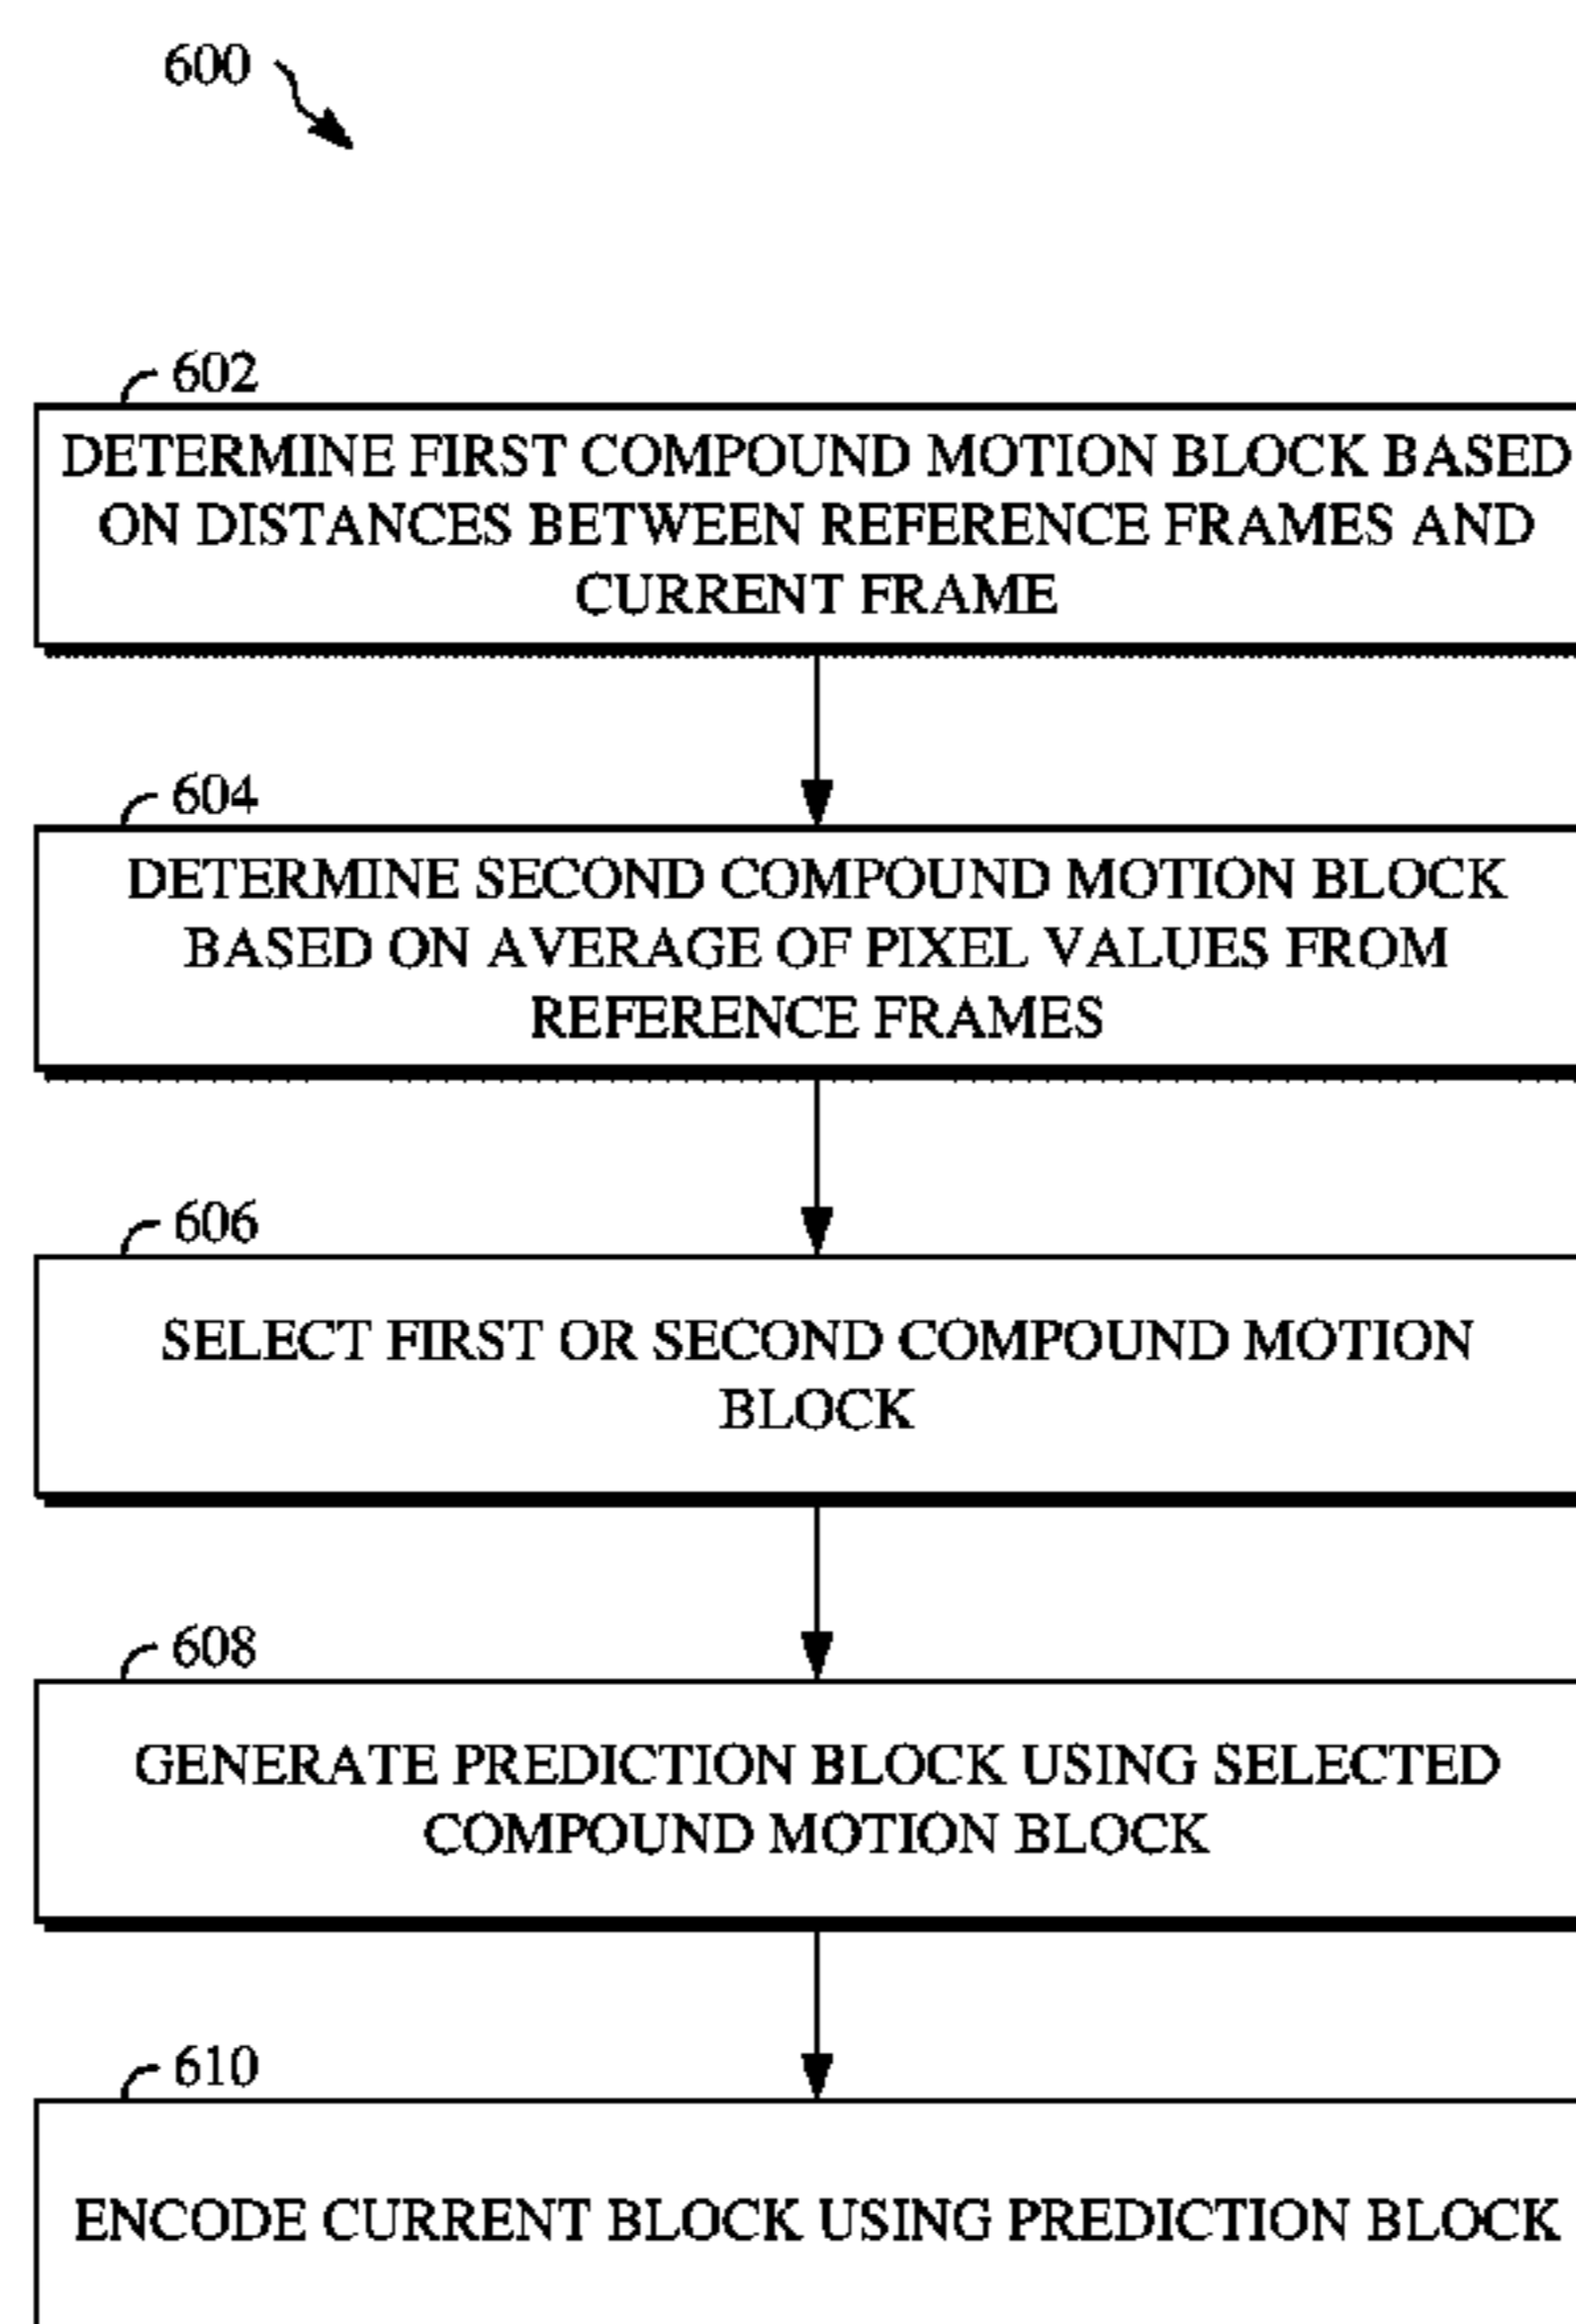 600
602
DETERMINE FIRST COMPOUND MOTION BLOCK BASED
ON DISTANCES BETWEEN REFERENCE FRAMES AND
CURRENT FRAME
604
DETERMINE SECOND COMPOUND MOTION BLOCK
BASED ON AVERAGE OF PIXEL VALUES FROM
REFERENCE FRAMES
606
SELECT FIRST OR SECOND COMPOUND MOTION
BLOCK
608
GENERATE PREDICTION BLOCK USING SELECTED
COMPOUND MOTION BLOCK
610
ENCODE CURRENT BLOCK USING PREDICTION BLOCK